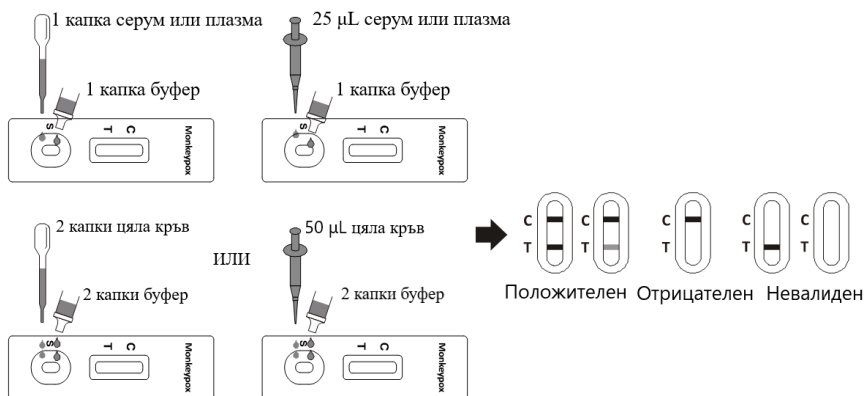 1 капка серум или плазма
25 µL серум или плазма
1 капка буфер
1 капка буфер
S
T
C
Monkeypox
S
T
C
Monkeypox
2 капки цяла кръв
или
50 µL цяла кръв
2 капки буфер
2 капки буфер
S
T
C
Monkeypox
S
T
C
Monkeypox
C
C
C
C
C
T
T
T
T
T
Положителен Отрицателен Невалиден